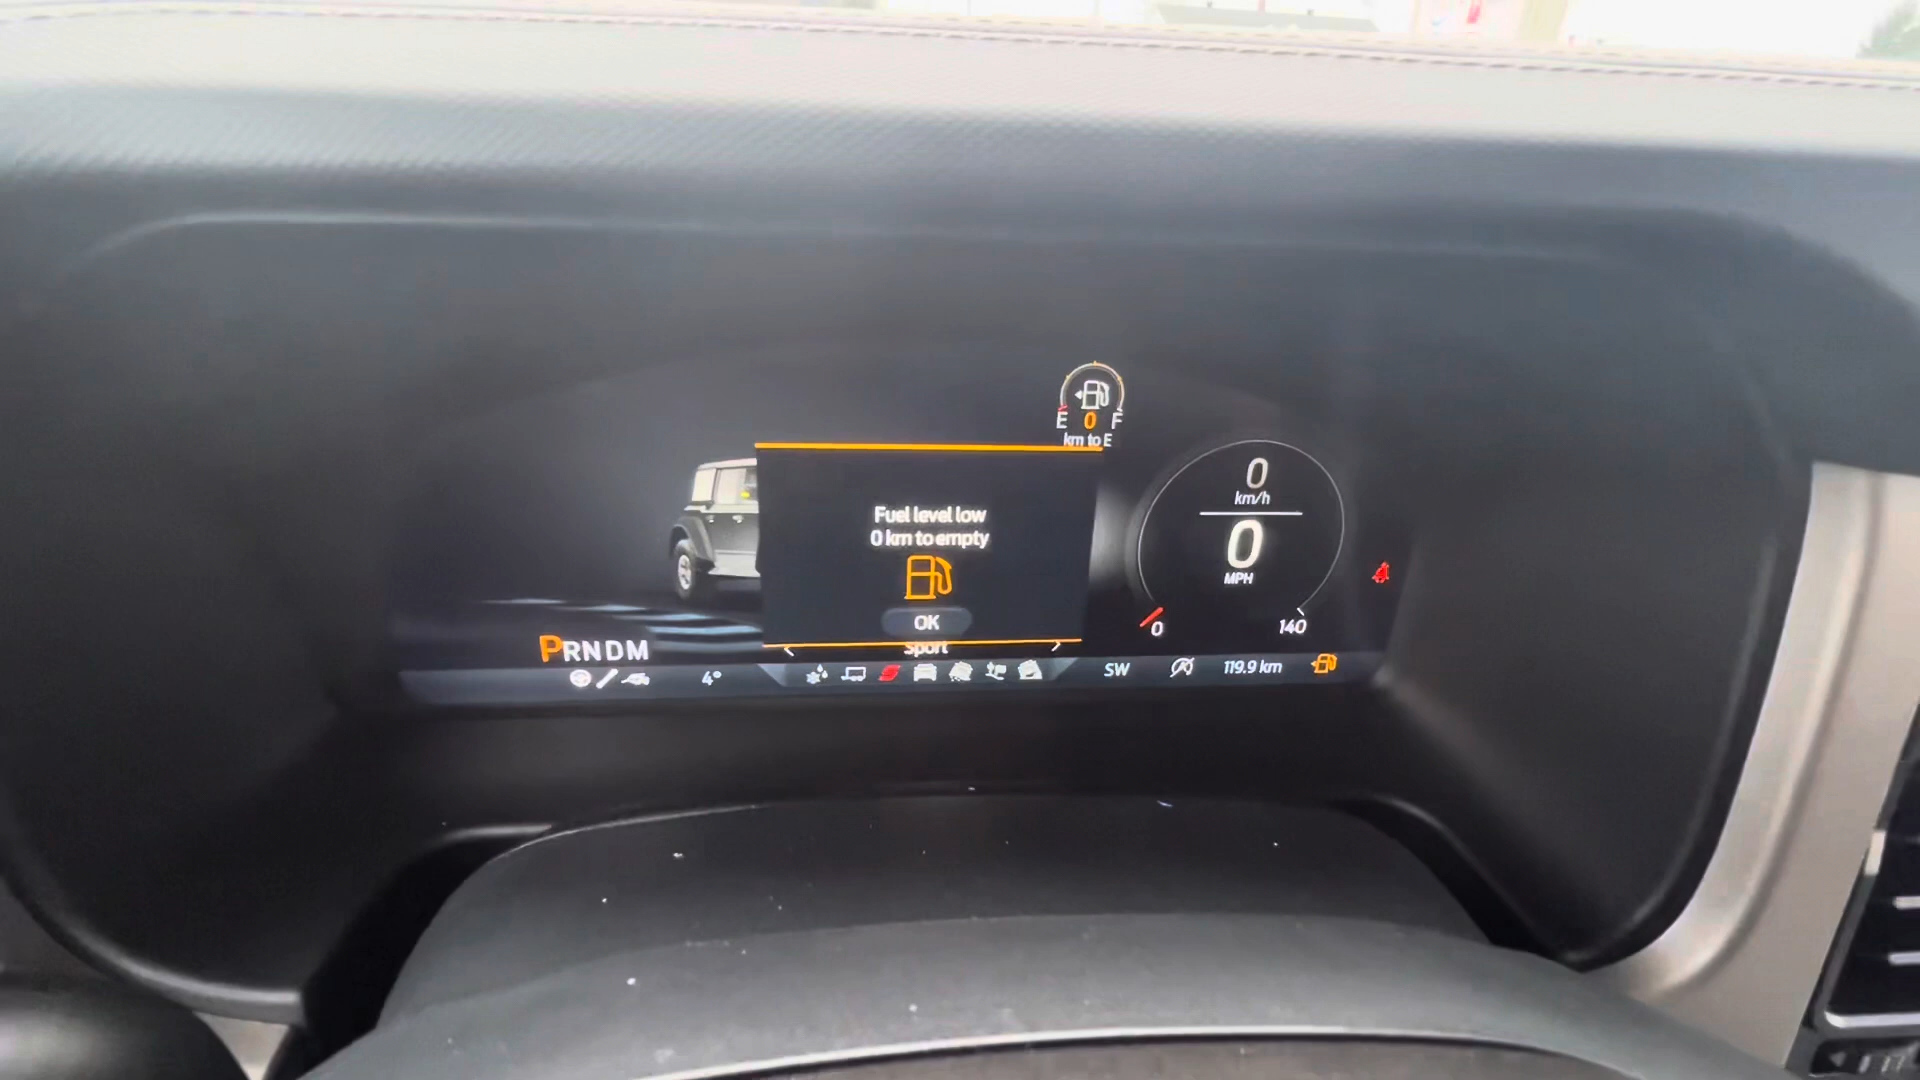 E 0 F
km to E
Fuel level low
0 km to empty
OK
Sport
0
km/h
0
MPH
0
140
PRNDM
4°
SW
119.9 km